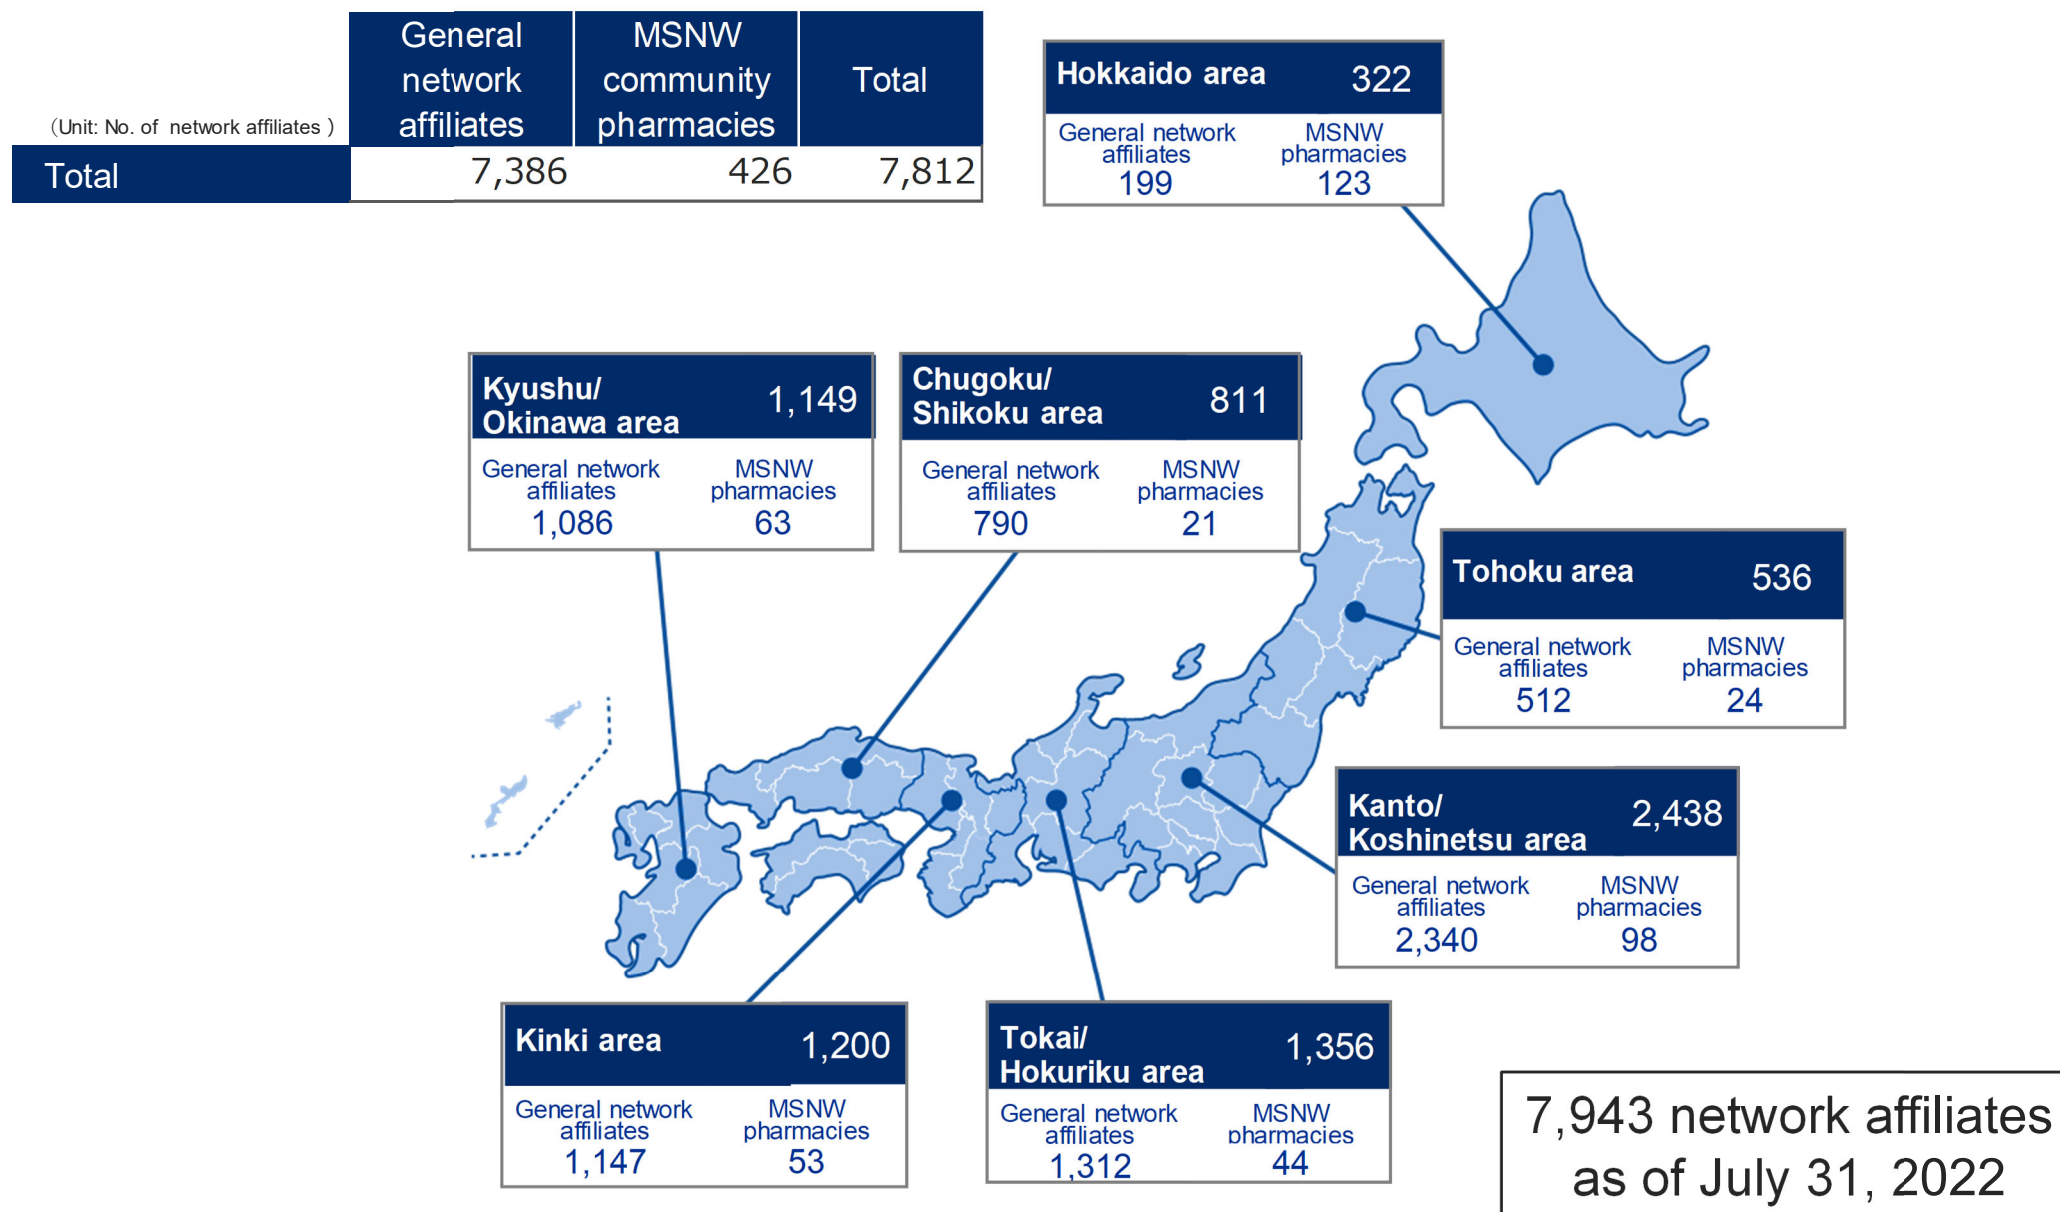 General
network
affiliates
MSNW
community
pharmacies
Total
(Unit: No. of network affiliates )
Total
7,386
426
7,812
Hokkaido area
322
General network
affiliates
199
MSNW
pharmacies
123
Kyushu/
Okinawa area
1,149
General network
affiliates
1,086
MSNW
pharmacies
63
Chugoku/
Shikoku area
811
General network
affiliates
790
MSNW
pharmacies
21
Tohoku area
536
General network
affiliates
512
MSNW
pharmacies
24
Kanto/
Koshinetsu area
2,438
General network
affiliates
2,340
MSNW
pharmacies
98
Kinki area
1,200
General network
affiliates
1,147
MSNW
pharmacies
53
Tokai/
Hokuriku area
1,356
General network
affiliates
1,312
MSNW
pharmacies
44
7,943 network affiliates
as of July 31, 2022